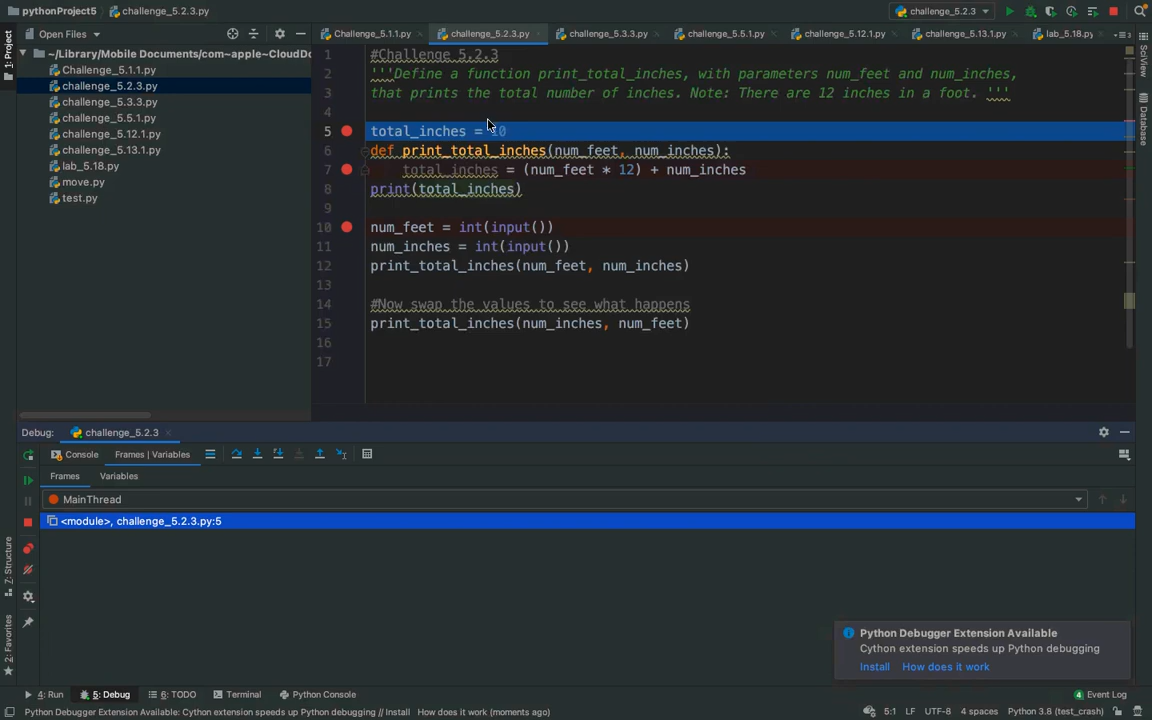 pythonProject5 challenge_5.2.3.py challenge_5.2.3
1: Project
Open Files Challenge_5.1.1.py challenge_5.2.3.py challenge_5.3.3.py challenge_5.5.1.py challenge_5.12.1.py challenge_5.13.1.py lab_5.18.py
~/Library/Mobile Documents/com~apple~CloudDo
Challenge_5.1.1.py
challenge_5.2.3.py
challenge_5.3.3.py
challenge_5.5.1.py
challenge_5.12.1.py
challenge_5.13.1.py
lab_5.18.py
move.py
test.py
1 #Challenge 5.2.3
2 '''Define a function print_total_inches, with parameters num_feet and num_inches,
3 that prints the total number of inches. Note: There are 12 inches in a foot. '''
4
5 total_inches = 10
6 def print_total_inches(num_feet, num_inches):
7 total_inches = (num_feet * 12) + num_inches
8 print(total_inches)
9
10 num_feet = int(input())
11 num_inches = int(input())
12 print_total_inches(num_feet, num_inches)
13
14 #Now swap the values to see what happens
15 print_total_inches(num_inches, num_feet)
16
17
SciView
Database
Debug: challenge_5.2.3
Console Frames | Variables
Frames Variables
MainThread
<module>, challenge_5.2.3.py:5
7: Structure
2: Favorites
Python Debugger Extension Available
Cython extension speeds up Python debugging
Install How does it work
4: Run 5: Debug 6: TODO Terminal Python Console 4 Event Log
Python Debugger Extension Available: Cython extension speeds up Python debugging // Install How does it work (moments ago) 5:1 LF UTF-8 4 spaces Python 3.8 (test_crash)